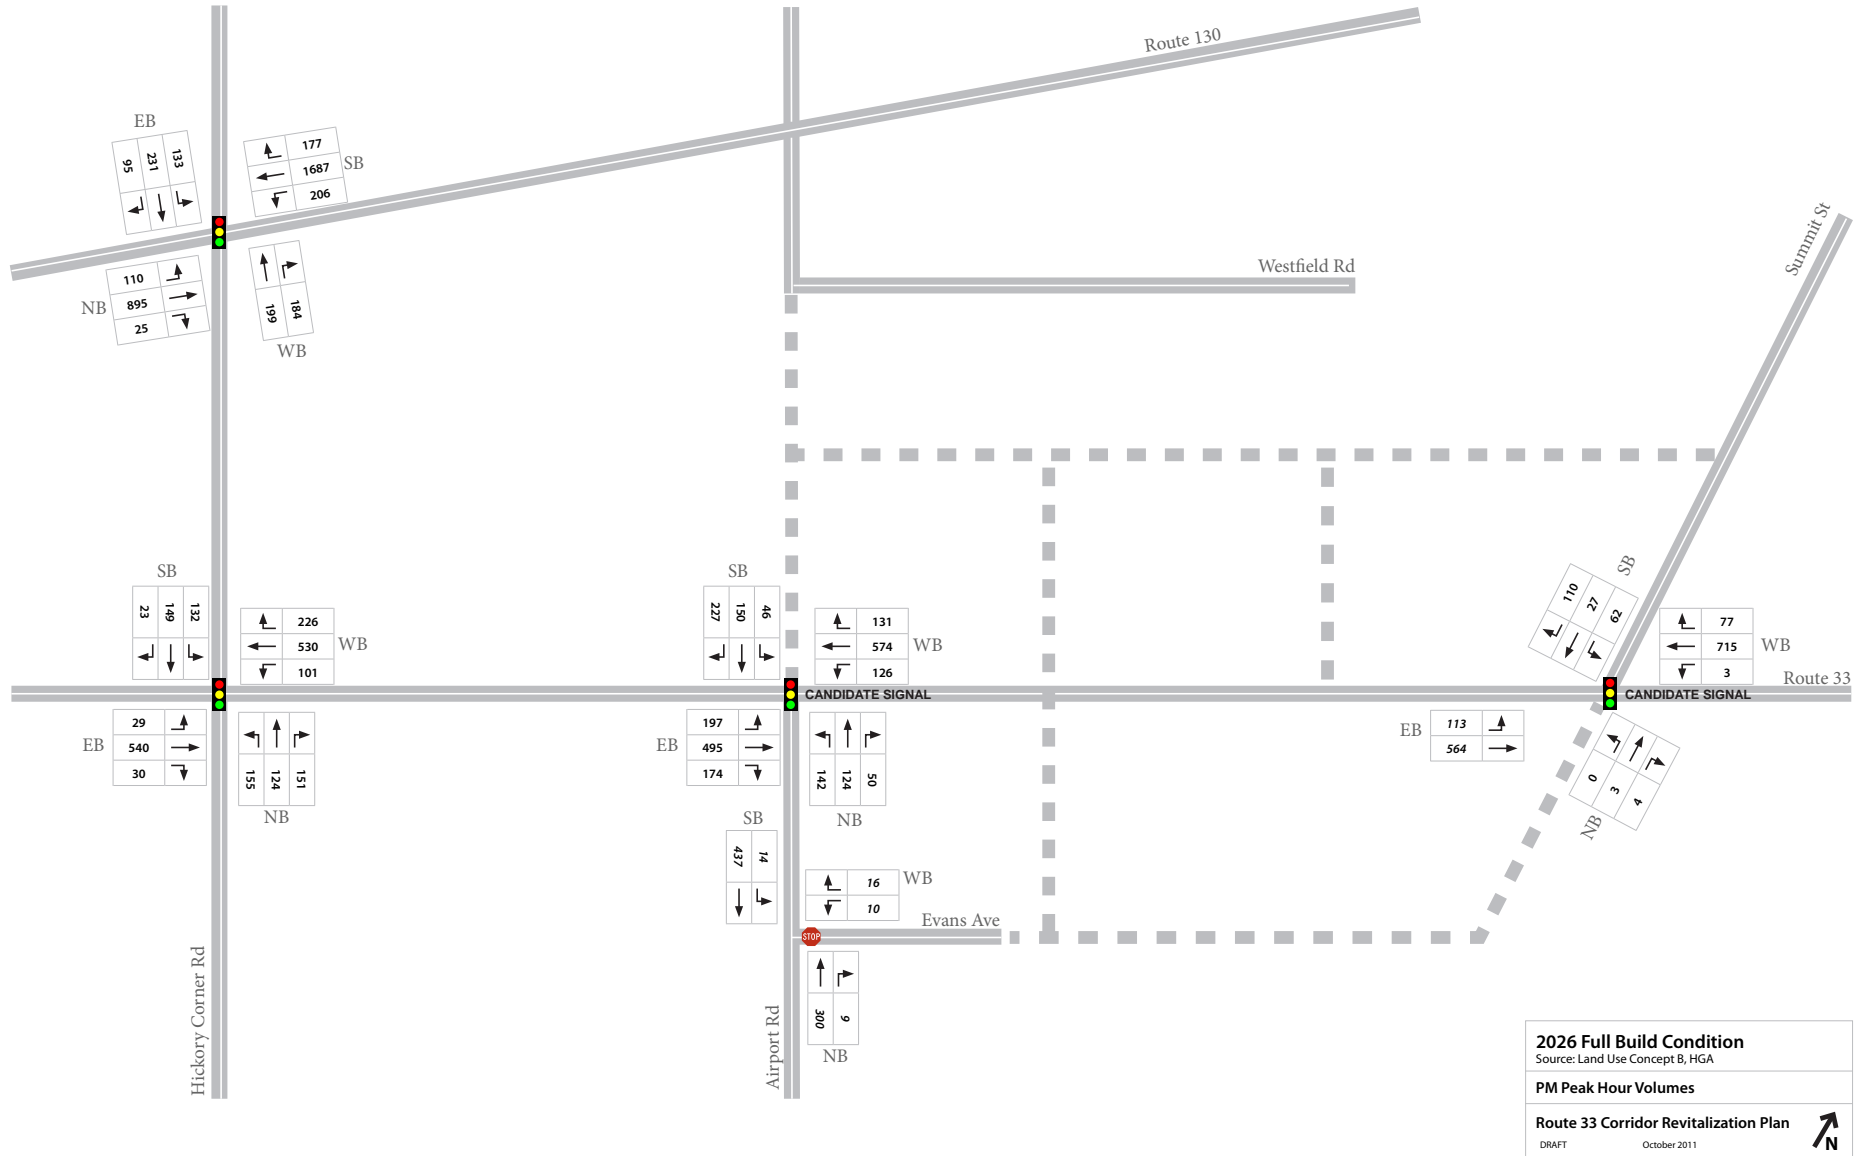 Route 130
EB
95
231
133
177
1687
206
SB
110
895
25
NB
199
184
WB
Westfield Rd
Summit St
SB
23
149
132
226
530
101
WB
29
540
30
EB
155
124
151
NB
SB
227
150
46
131
574
126
WB
CANDIDATE SIGNAL
197
495
174
EB
142
124
50
NB
SB
110
27
62
77
715
3
WB
Route 33
CANDIDATE SIGNAL
EB
113
564
0
3
4
NB
SB
437
14
16
10
WB
Evans Ave
STOP
300
9
NB
Hickory Corner Rd
Airport Rd
2026 Full Build Condition
Source: Land Use Concept B, HGA
PM Peak Hour Volumes
Route 33 Corridor Revitalization Plan
DRAFT October 2011
N